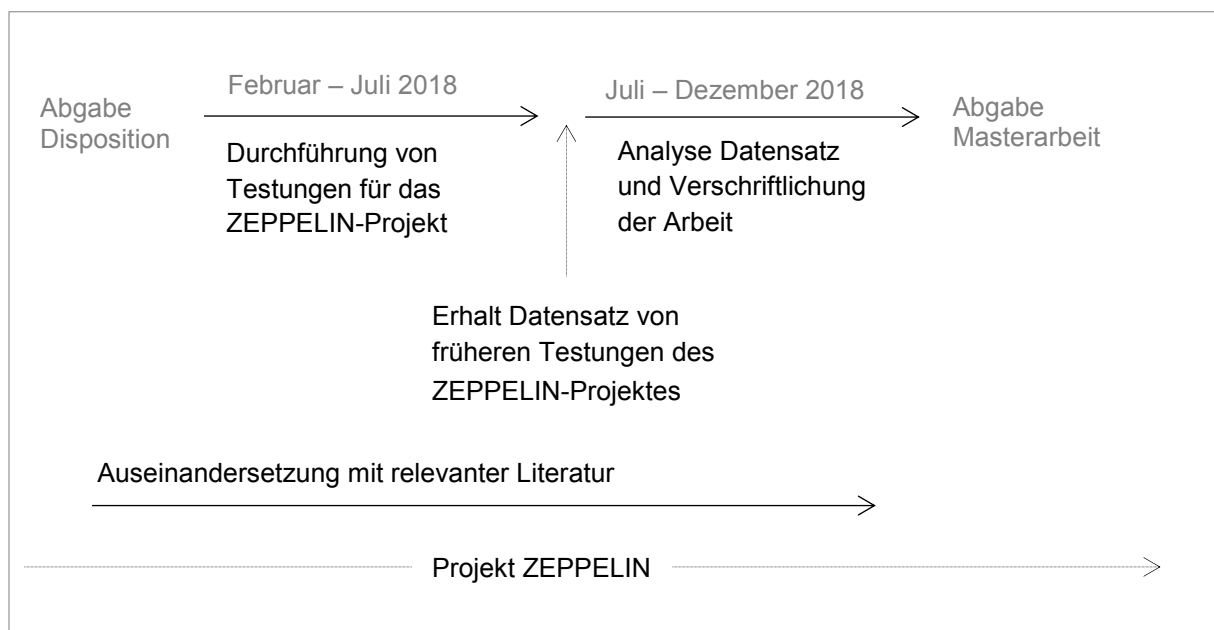 Abgabe
Disposition
Februar – Juli 2018
Durchführung von
Testungen für das
ZEPPELIN-Projekt
Juli – Dezember 2018
Analyse Datensatz
und Verschriftlichung
der Arbeit
Abgabe
Masterarbeit
Erhalt Datensatz von
früheren Testungen des
ZEPPELIN-Projektes
Auseinandersetzung mit relevanter Literatur
Projekt ZEPPELIN